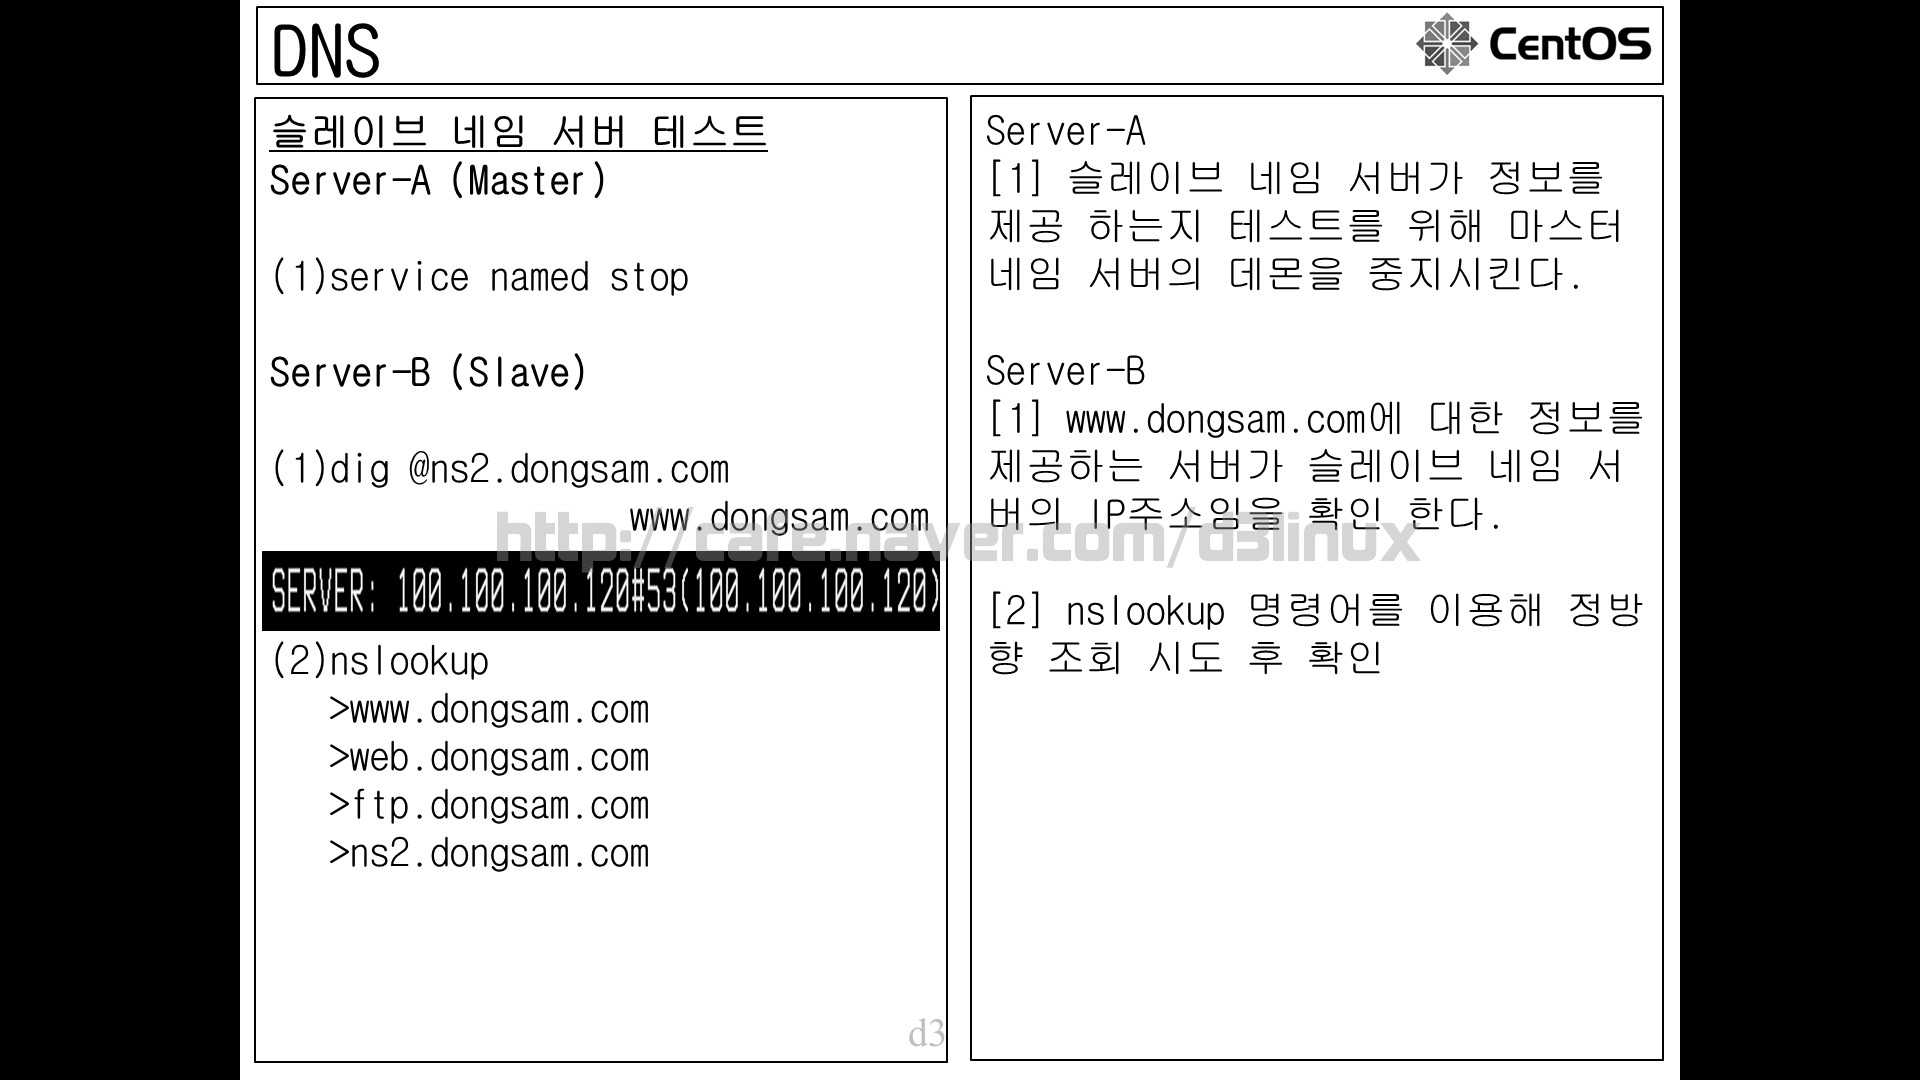 DNS
CentOS
슬레이브 네임 서버 테스트
Server-A (Master)
(1)service named stop
Server-B (Slave)
(1)dig @ns2.dongsam.com
www.dongsam.com
SERVER: 100.100.100.120#53(100.100.100.120)
(2)nslookup
>www.dongsam.com
>web.dongsam.com
>ftp.dongsam.com
>ns2.dongsam.com
d3
Server-A
[1] 슬레이브 네임 서버가 정보를
제공 하는지 테스트를 위해 마스터
네임 서버의 데몬을 중지시킨다.
Server-B
[1] www.dongsam.com에 대한 정보를
제공하는 서버가 슬레이브 네임 서
버의 IP주소임을 확인 한다.
[2] nslookup 명령어를 이용해 정방
향 조회 시도 후 확인
http://cafe.naver.com/d3linux